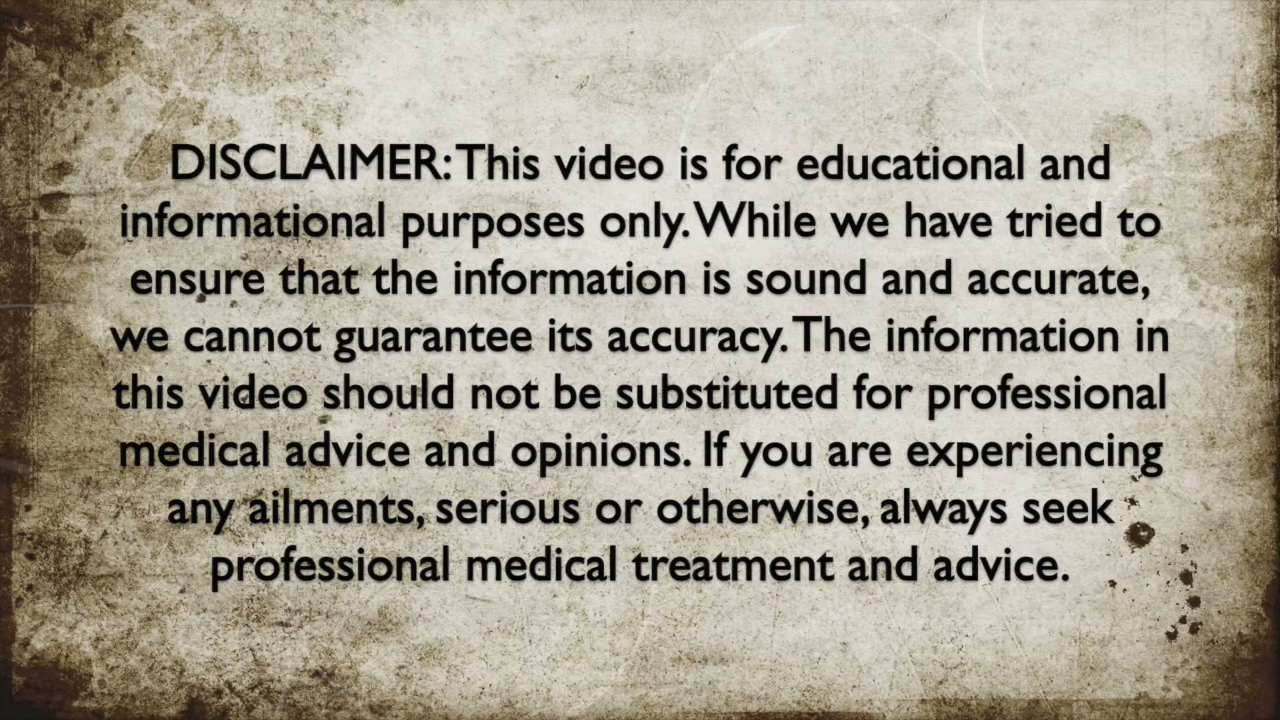 DISCLAIMER: This video is for educational and
informational purposes only. While we have tried to
ensure that the information is sound and accurate,
we cannot guarantee its accuracy. The information in
this video should not be substituted for professional
medical advice and opinions. If you are experiencing
any ailments, serious or otherwise, always seek
professional medical treatment and advice.